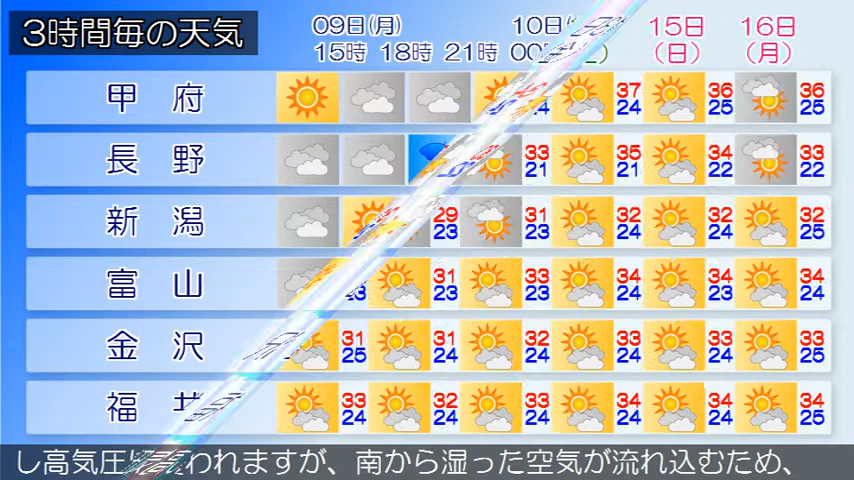 3時間毎の天気
09日(月) 10日 15日 16日
15時 18時 21時 00 (日) (月)
甲府 37 36 36
24 25 25
長野 33 35 34 33
21 21 22 22
新潟 29 31 32 32 32
23 23 24 24 25
富山 31 33 34 34 34
23 23 24 23 24
金沢 31 31 32 33 33 33
25 24 24 24 24 25
福井 33 32 33 34 34 34
24 24 24 24 24 25
し高気圧 われますが、南から湿った空気が流れ込むため、